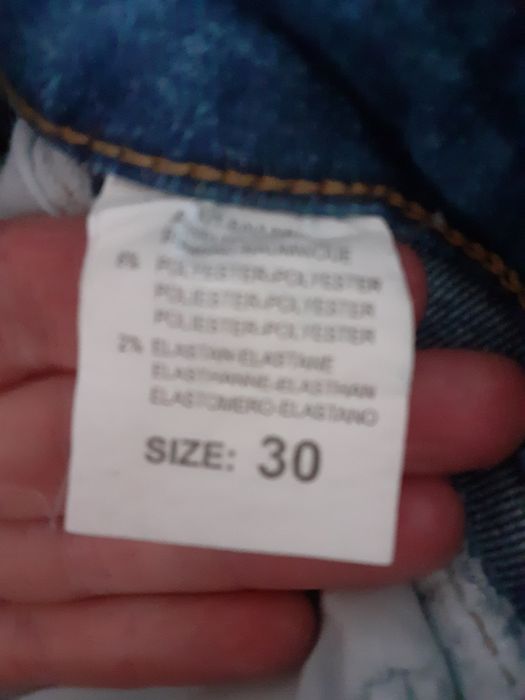 POLYESTER-POLYESTER
POLIESTER-POLYESTER
POLIESTER-POLYESTER
2% ELASTAN-ELASTANE
ELASTHANNE-ELASTHAN
ELASTOMERO-ELASTANO
SIZE: 30